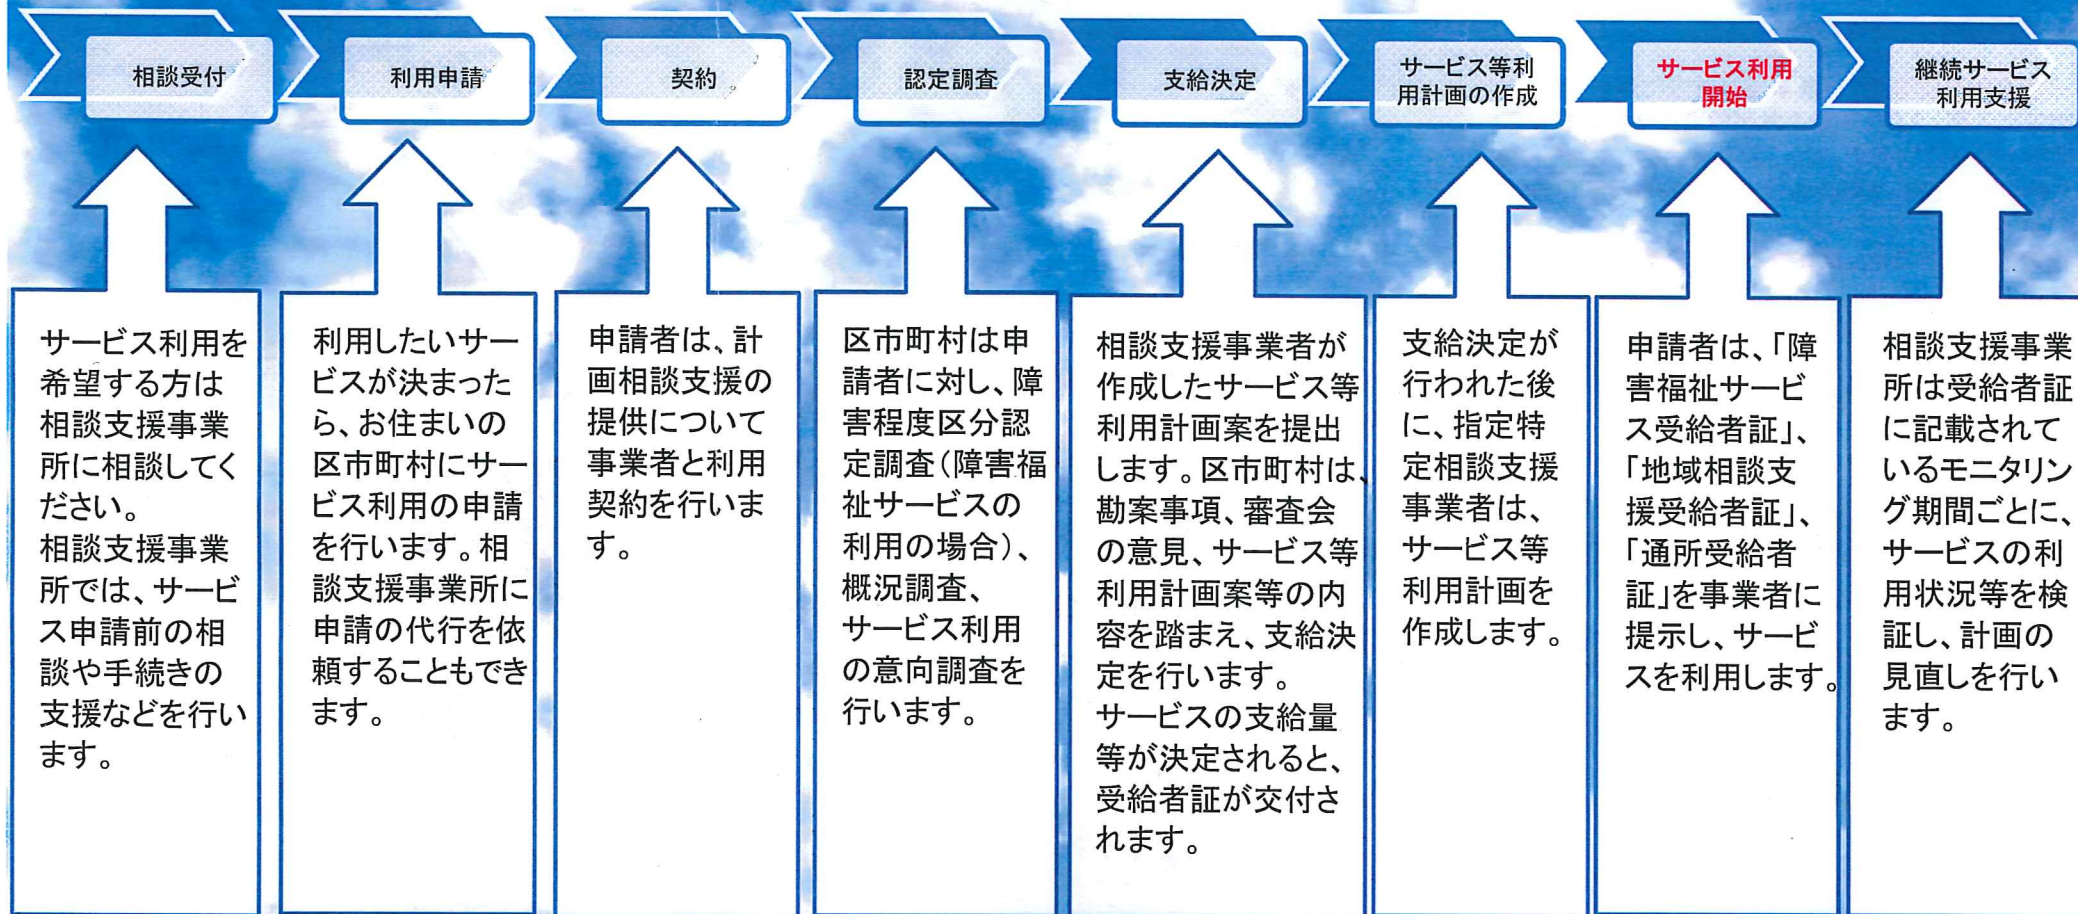 相談受付
利用申請
契約
認定調査
支給決定
サービス等利
用計画の作成
サービス利用
開始
継続サービス
利用支援
サービス利用を
希望する方は
相談支援事業
所に相談してく
ださい。
相談支援事業
所では、サービ
ス申請前の相
談や手続きの
支援などを行い
ます。
利用したいサー
ビスが決まった
ら、お住まいの
区市町村にサー
ビス利用の申請
を行います。相
談支援事業所に
申請の代行を依
頼することもでき
ます。
申請者は、計
画相談支援の
提供について
事業者と利用
契約を行いま
す。
区市町村は申
請者に対し、障
害程度区分認
定調査(障害福
祉サービスの
利用の場合)、
概況調査、
サービス利用
の意向調査を
行います。
相談支援事業者が
作成したサービス等
利用計画案を提出
します。区市町村は、
勘案事項、審査会
の意見、サービス等
利用計画案等の内
容を踏まえ、支給決
定を行います。
サービスの支給量
等が決定されると、
受給者証が交付さ
れます。
支給決定が
行われた後
に、指定特
定相談支援
事業者は、
サービス等
利用計画を
作成します。
申請者は、「障
害福祉サービ
ス受給者証」、
「地域相談支
援受給者証」、
「通所受給者
証」を事業者に
提示し、サービ
スを利用します。
相談支援事業
所は受給者証
に記載されて
いるモニタリン
グ期間ごとに、
サービスの利
用状況等を検
証し、計画の
見直しを行い
ます。